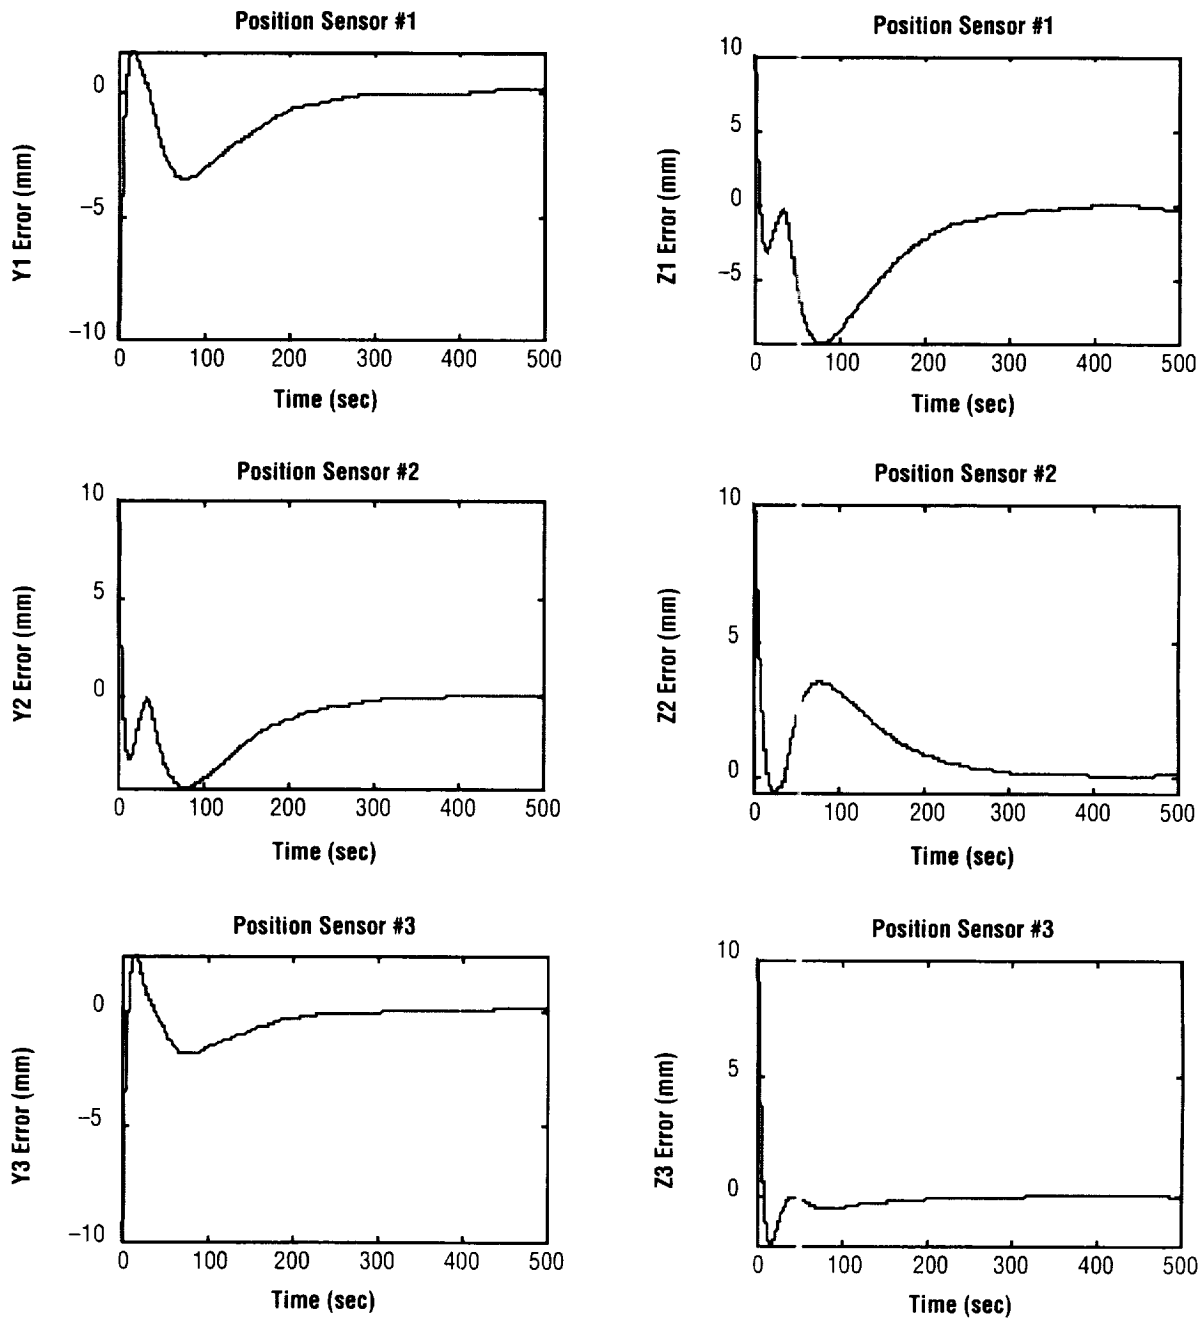 Position Sensor #1
Y1 Error (mm)
0
−5
−10
0 100 200 300 400 500
Time (sec)
Position Sensor #1
Z1 Error (mm)
10
5
0
−5
0 100 200 300 400 500
Time (sec)
Position Sensor #2
Y2 Error (mm)
10
5
0
0 100 200 300 400 500
Time (sec)
Position Sensor #2
Z2 Error (mm)
10
5
0
0 100 200 300 400 500
Time (sec)
Position Sensor #3
Y3 Error (mm)
0
−5
−10
0 100 200 300 400 500
Time (sec)
Position Sensor #3
Z3 Error (mm)
10
5
0
0 100 200 300 400 500
Time (sec)